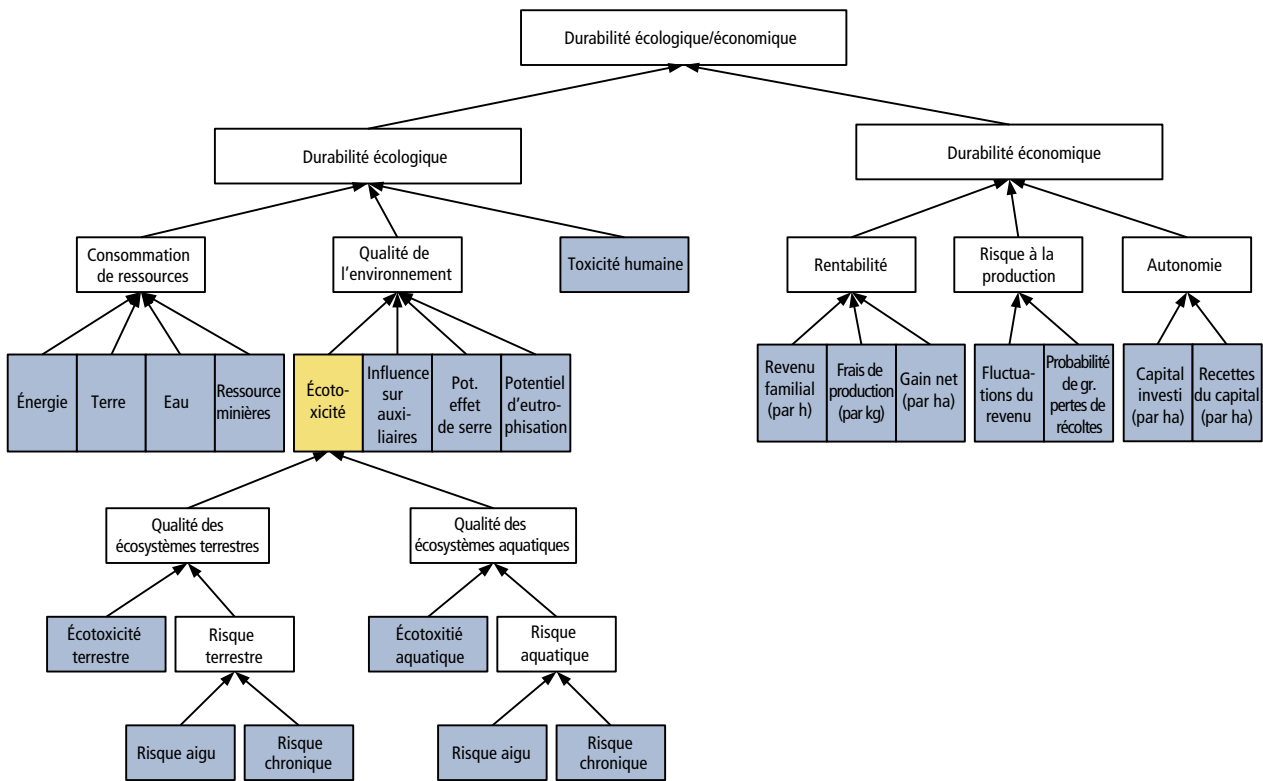 Durabilité écologique/économique
Durabilité écologique
Durabilité économique
Consommation
de ressources
Qualité de
l'environnement
Toxicité humaine
Rentabilité
Risque à la
production
Autonomie
Énergie
Terre
Eau
Ressource
minières
Écoto-
xicité
Influence
sur
auxi-
liaires
Pot.
effet
de serre
Potentiel
d'eutro-
phisation
Revenu
familial
(par h)
Frais de
production
(par kg)
Gain net
(par ha)
Fluctua-
tions du
revenu
Probabilité
de gr.
pertes de
récoltes
Capital
investi
(par ha)
Recettes
du capital
(par ha)
Qualité des
écosystèmes terrestres
Qualité des
écosystèmes aquatiques
Écotoxicité
terrestre
Risque
terrestre
Écotoxitié
aquatique
Risque
aquatique
Risque aigu
Risque
chronique
Risque aigu
Risque
chronique